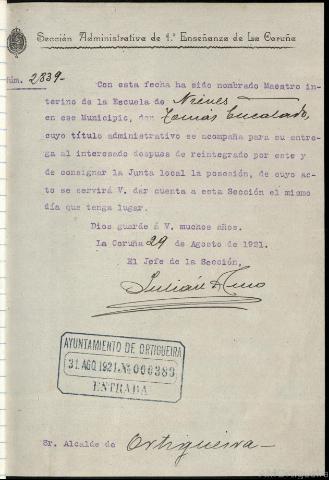 Sección Administrativa de 1.ª Enseñanza de La Coruña
Núm. 2839-
Con esta fecha ha sido nombrado Maestro in-
terino de la Escuela de Nieves
en ese Municipio, don Tomás
cuyo título administrativo se acompaña para su entre-
ga al interesado despues de reintegrado por este y
de consignar la Junta local la posesión, de cuyo ac-
to se servirá V. dar cuenta a esta Sección el mismo
día que tenga lugar.
Dios guarde á V. muchos años.
La Coruña 29 de Agosto de 1921.
El Jefe de la Sección,
Julián
AYUNTAMIENTO DE ORTIGUEIRA
31.AGO.1921 ★ No 000383
ENTRADA
Sr. Alcalde de Ortigueira-